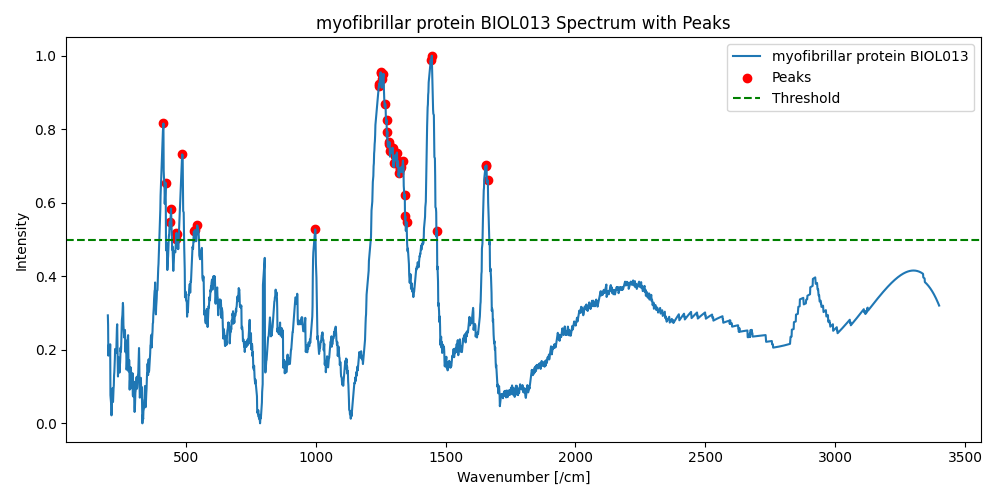 myofibrillar protein BIOL013 Spectrum with Peaks
myofibrillar protein BIOL013
Peaks
Threshold
Intensity
1.0
0.8
0.6
0.4
0.2
0.0
500 1000 1500 2000 2500 3000 3500
Wavenumber [/cm]